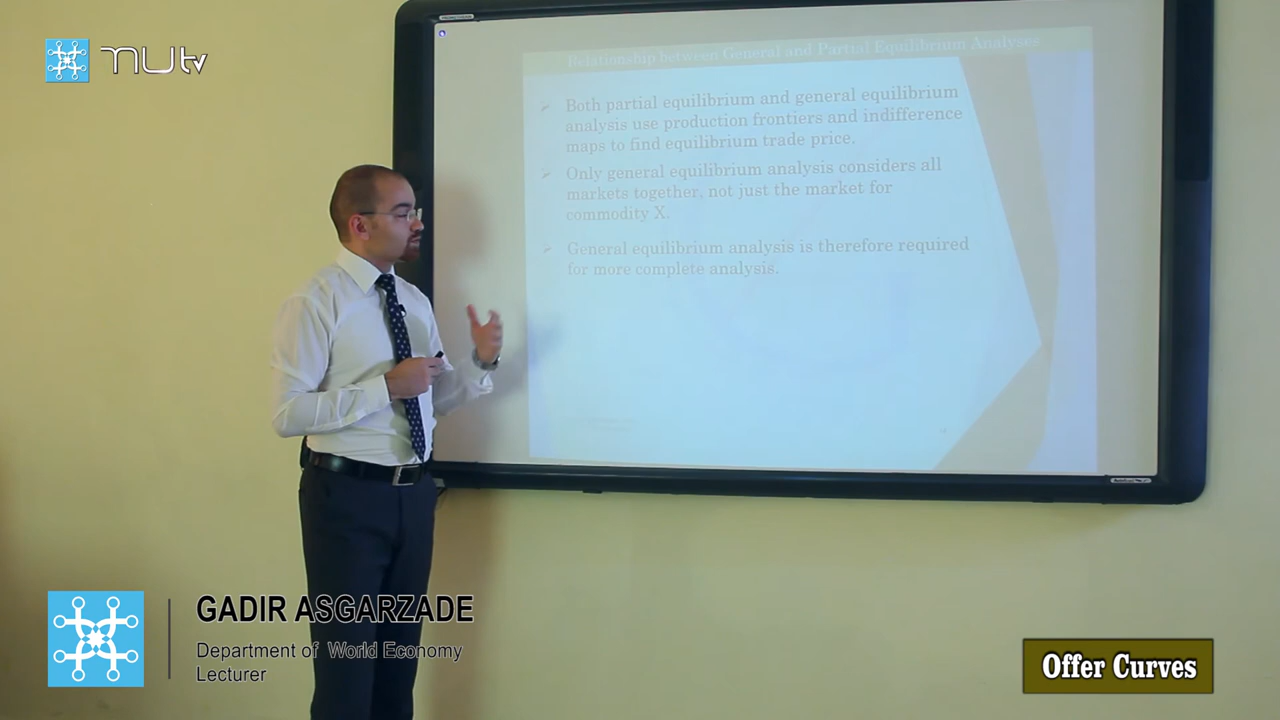 NUtv
Relationship between General and Partial Equilibrium Analyses
Both partial equilibrium and general equilibrium
analysis use production frontiers and indifference
maps to find equilibrium trade price.
Only general equilibrium analysis considers all
markets together, not just the market for
commodity X.
General equilibrium analysis is therefore required
for more complete analysis.
GADIR ASGARZADE
Department of World Economy
Lecturer
Offer Curves